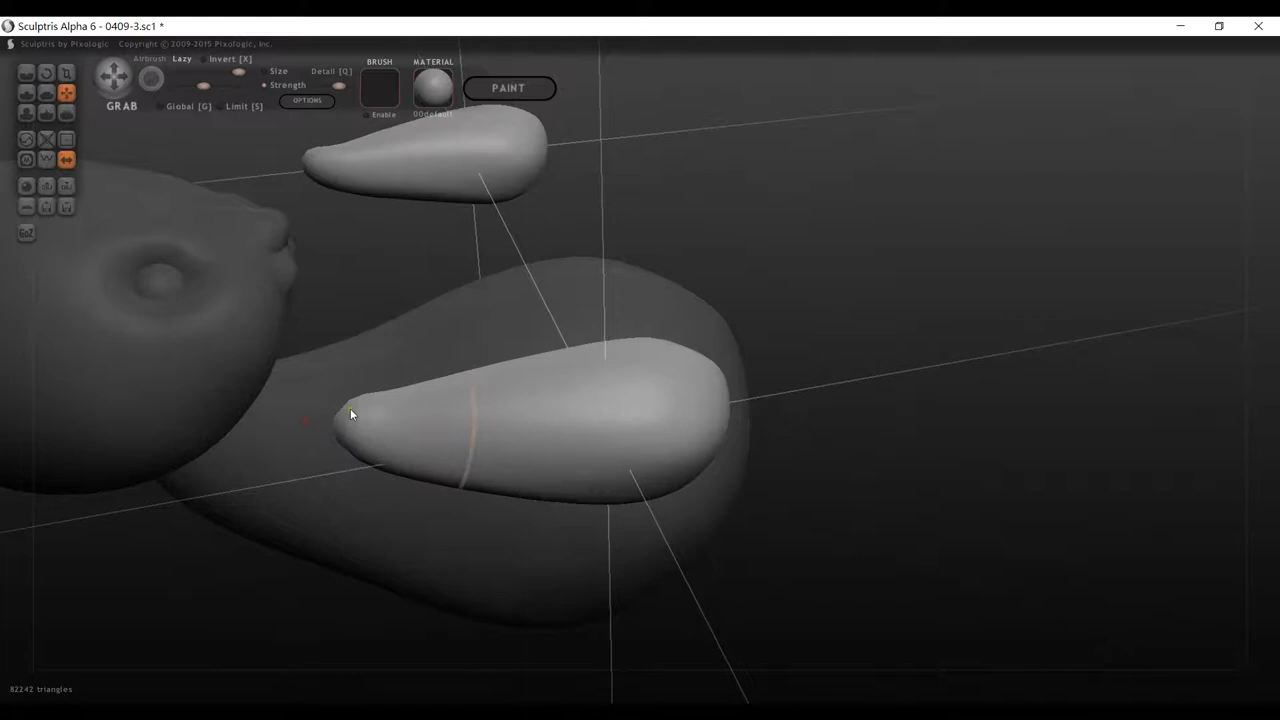 Sculptris Alpha 6 - 0409-3.sc1 *
Sculptris by Pixologic Copyright © 2009-2015 Pixologic, Inc.
Airbrush Lazy Invert [X]
BRUSH
MATERIAL
Size Detail [Q]
Strength
PAINT
OPTIONS
GRAB
Global [G] Limit [S]
Enable
00default
GoZ
82242 triangles